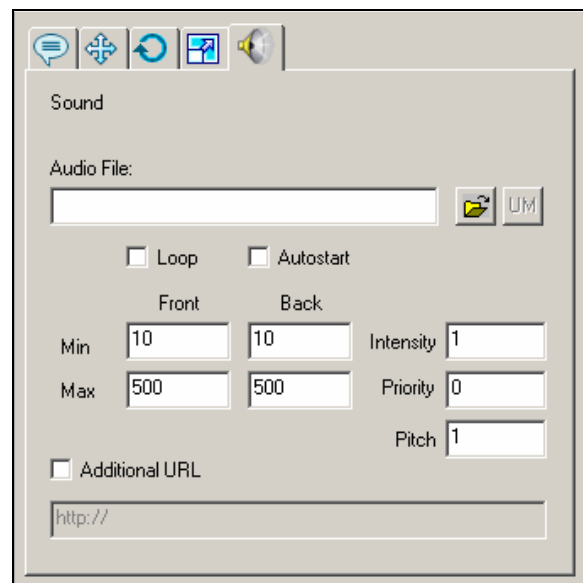 Sound
Audio File:
UM
Loop Autostart
Front Back
Min 10 10 Intensity 1
Max 500 500 Priority 0
Pitch 1
Additional URL
http://